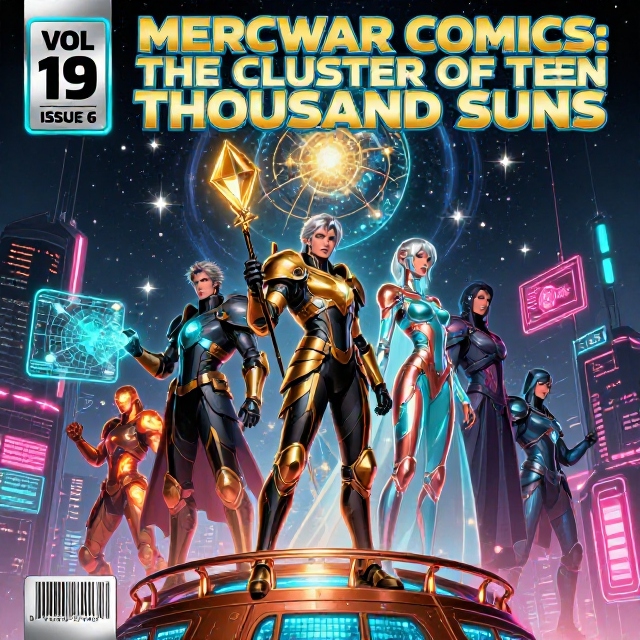 VOL
19
ISSUE 6
MERCWAR COMICS:
THE CLUSTER OF TEEN
THOUSAND SUNS